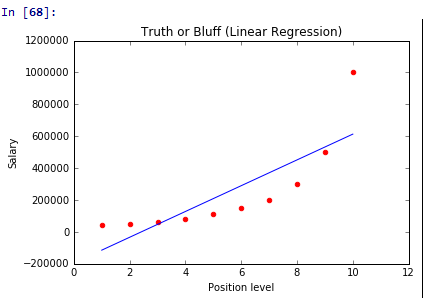 In [68]:
Truth or Bluff (Linear Regression)
1200000
1000000
800000
600000
400000
200000
0
−200000
0 2 4 6 8 10 12
Salary
Position level